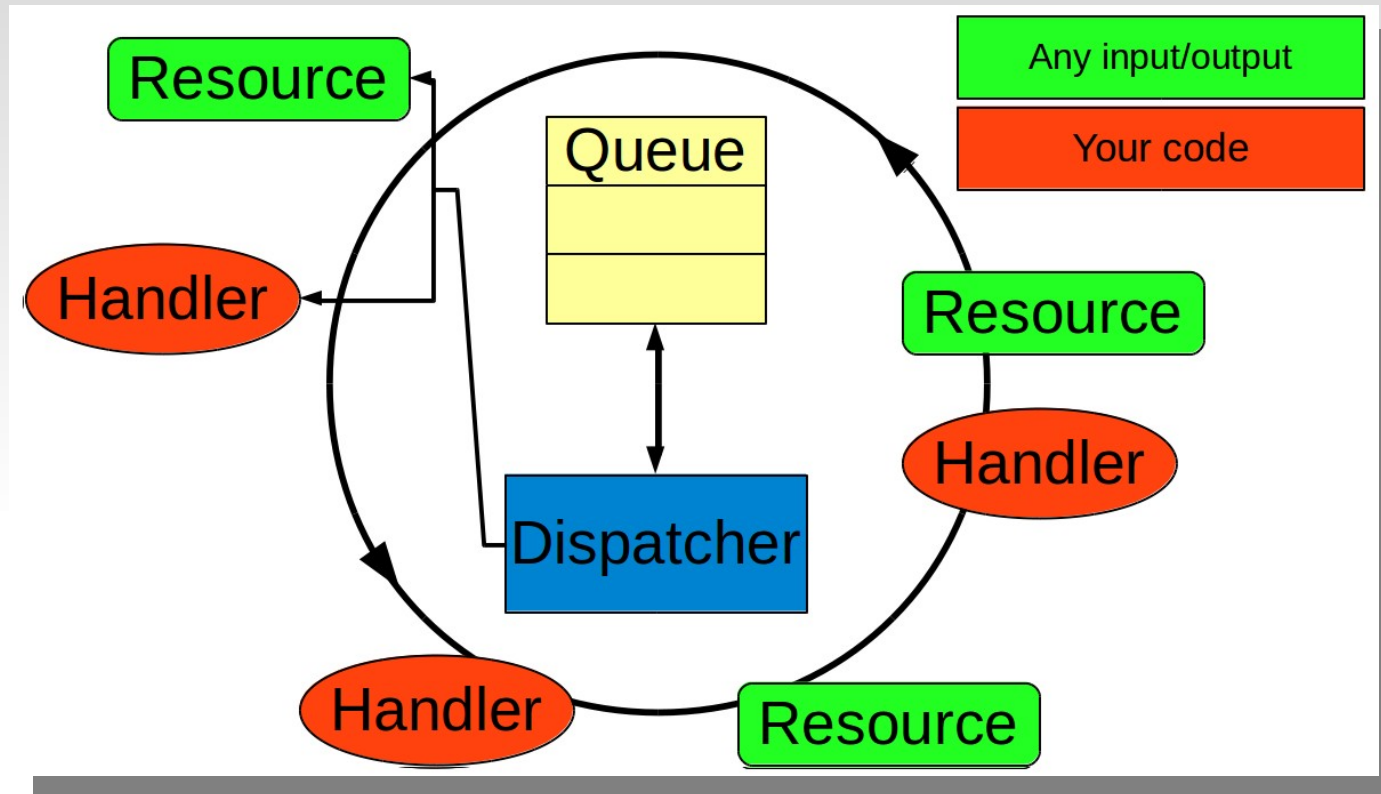 Resource
Any input/output
Queue
Your code
Handler
Resource
Handler
Dispatcher
Handler
Resource